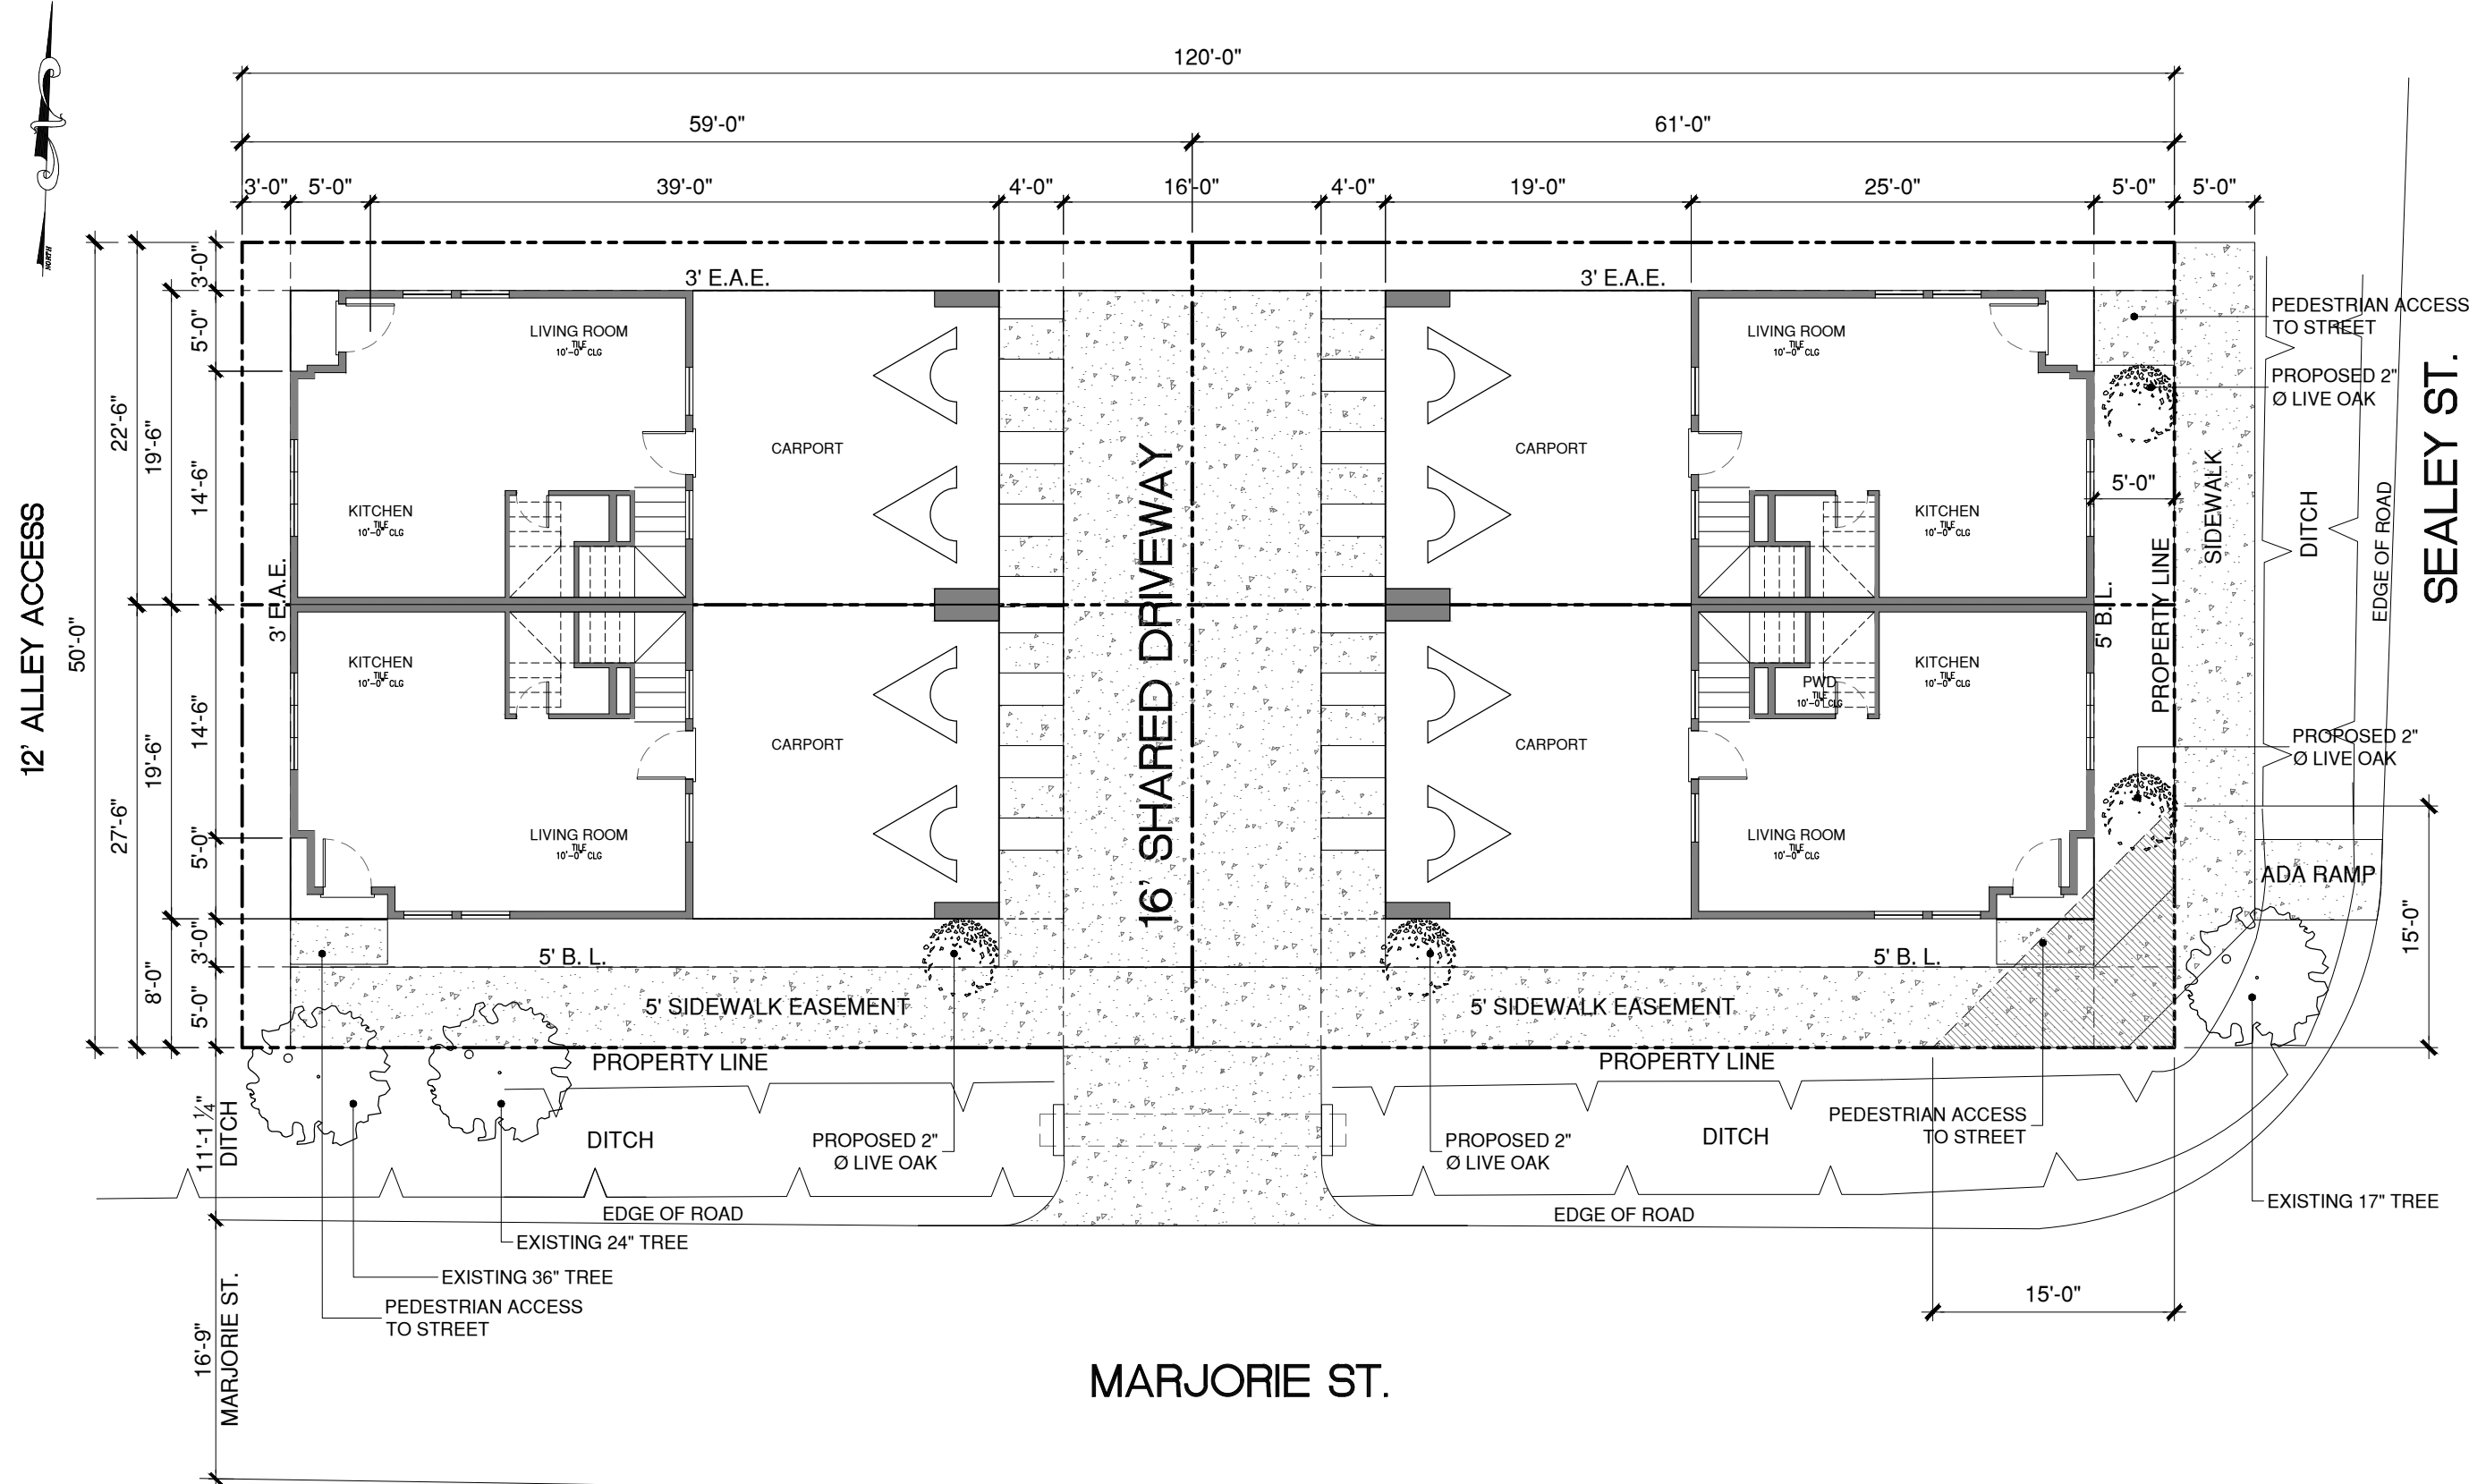 120'-0"
59'-0"
61'-0"
3'-0"
5'-0"
39'-0"
4'-0"
16'-0"
4'-0"
19'-0"
25'-0"
5'-0"
5'-0"
NORTH
3'-0"
5'-0"
14'-6"
19'-6"
22'-6"
50'-0"
14'-6"
19'-6"
27'-6"
5'-0"
3'-0"
8'-0"
5'-0"
11'-1 ¼"
DITCH
16'-9"
MARJORIE ST.
12' ALLEY ACCESS
3' E.A.E.
3' E.A.E.
3' E.A.E.
LIVING ROOM
TILE
10'-0" CLG
KITCHEN
TILE
10'-0" CLG
CARPORT
KITCHEN
TILE
10'-0" CLG
LIVING ROOM
TILE
10'-0" CLG
CARPORT
16' SHARED DRIVEWAY
CARPORT
LIVING ROOM
TILE
10'-0" CLG
KITCHEN
TILE
10'-0" CLG
CARPORT
PWD
TILE
10'-0" CLG
KITCHEN
TILE
10'-0" CLG
LIVING ROOM
TILE
10'-0" CLG
5'-0"
5' B.L.
PROPERTY LINE
SIDEWALK
DITCH
EDGE OF ROAD
SEALEY ST.
PEDESTRIAN ACCESS
TO STREET
PROPOSED 2"
Ø LIVE OAK
PROPOSED 2"
Ø LIVE OAK
ADA RAMP
15'-0"
5' B. L.
5' B. L.
5' SIDEWALK EASEMENT
5' SIDEWALK EASEMENT
PROPERTY LINE
PROPERTY LINE
DITCH
DITCH
PROPOSED 2"
Ø LIVE OAK
PROPOSED 2"
Ø LIVE OAK
PEDESTRIAN ACCESS
TO STREET
EXISTING 17" TREE
EDGE OF ROAD
EDGE OF ROAD
EXISTING 24" TREE
EXISTING 36" TREE
PEDESTRIAN ACCESS
TO STREET
15'-0"
MARJORIE ST.